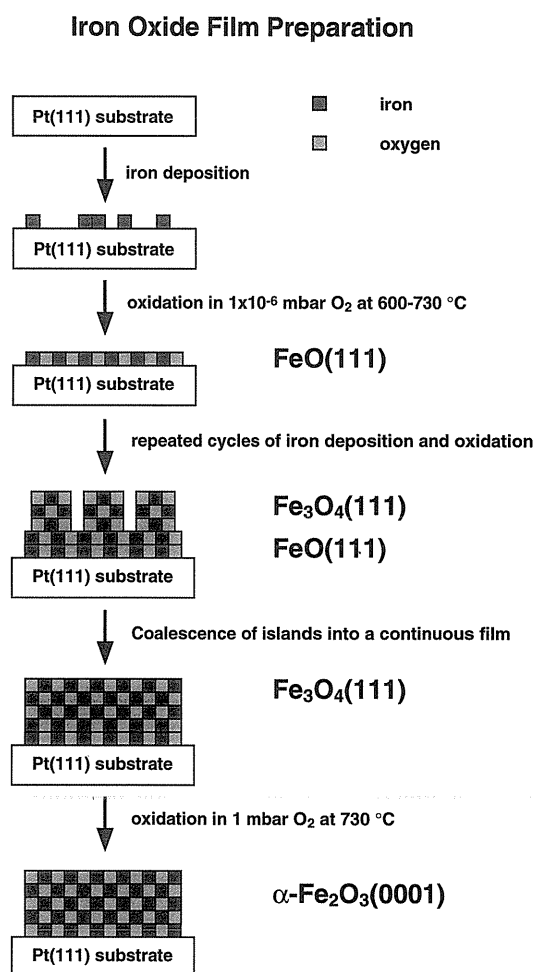 Iron Oxide Film Preparation
Pt(111) substrate
iron
oxygen
iron deposition
Pt(111) substrate
oxidation in 1x10-6 mbar O2 at 600-730 °C
FeO(111)
Pt(111) substrate
repeated cycles of iron deposition and oxidation
Fe3O4(111)
FeO(111)
Pt(111) substrate
Coalescence of islands into a continuous film
Fe3O4(111)
Pt(111) substrate
oxidation in 1 mbar O2 at 730 °C
α-Fe2O3(0001)
Pt(111) substrate